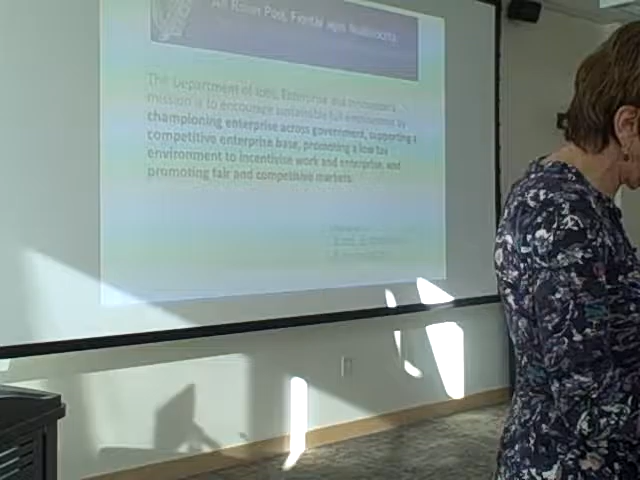 An Roinn Post, Fiontar agus Nuálaíochta
The Department of Jobs, Enterprise and Innovation's
mission is to encourage sustainable full employment by
championing enterprise across government, supporting a
competitive enterprise base, promoting a low tax
environment to incentivise work and enterprise, and
promoting fair and competitive markets.